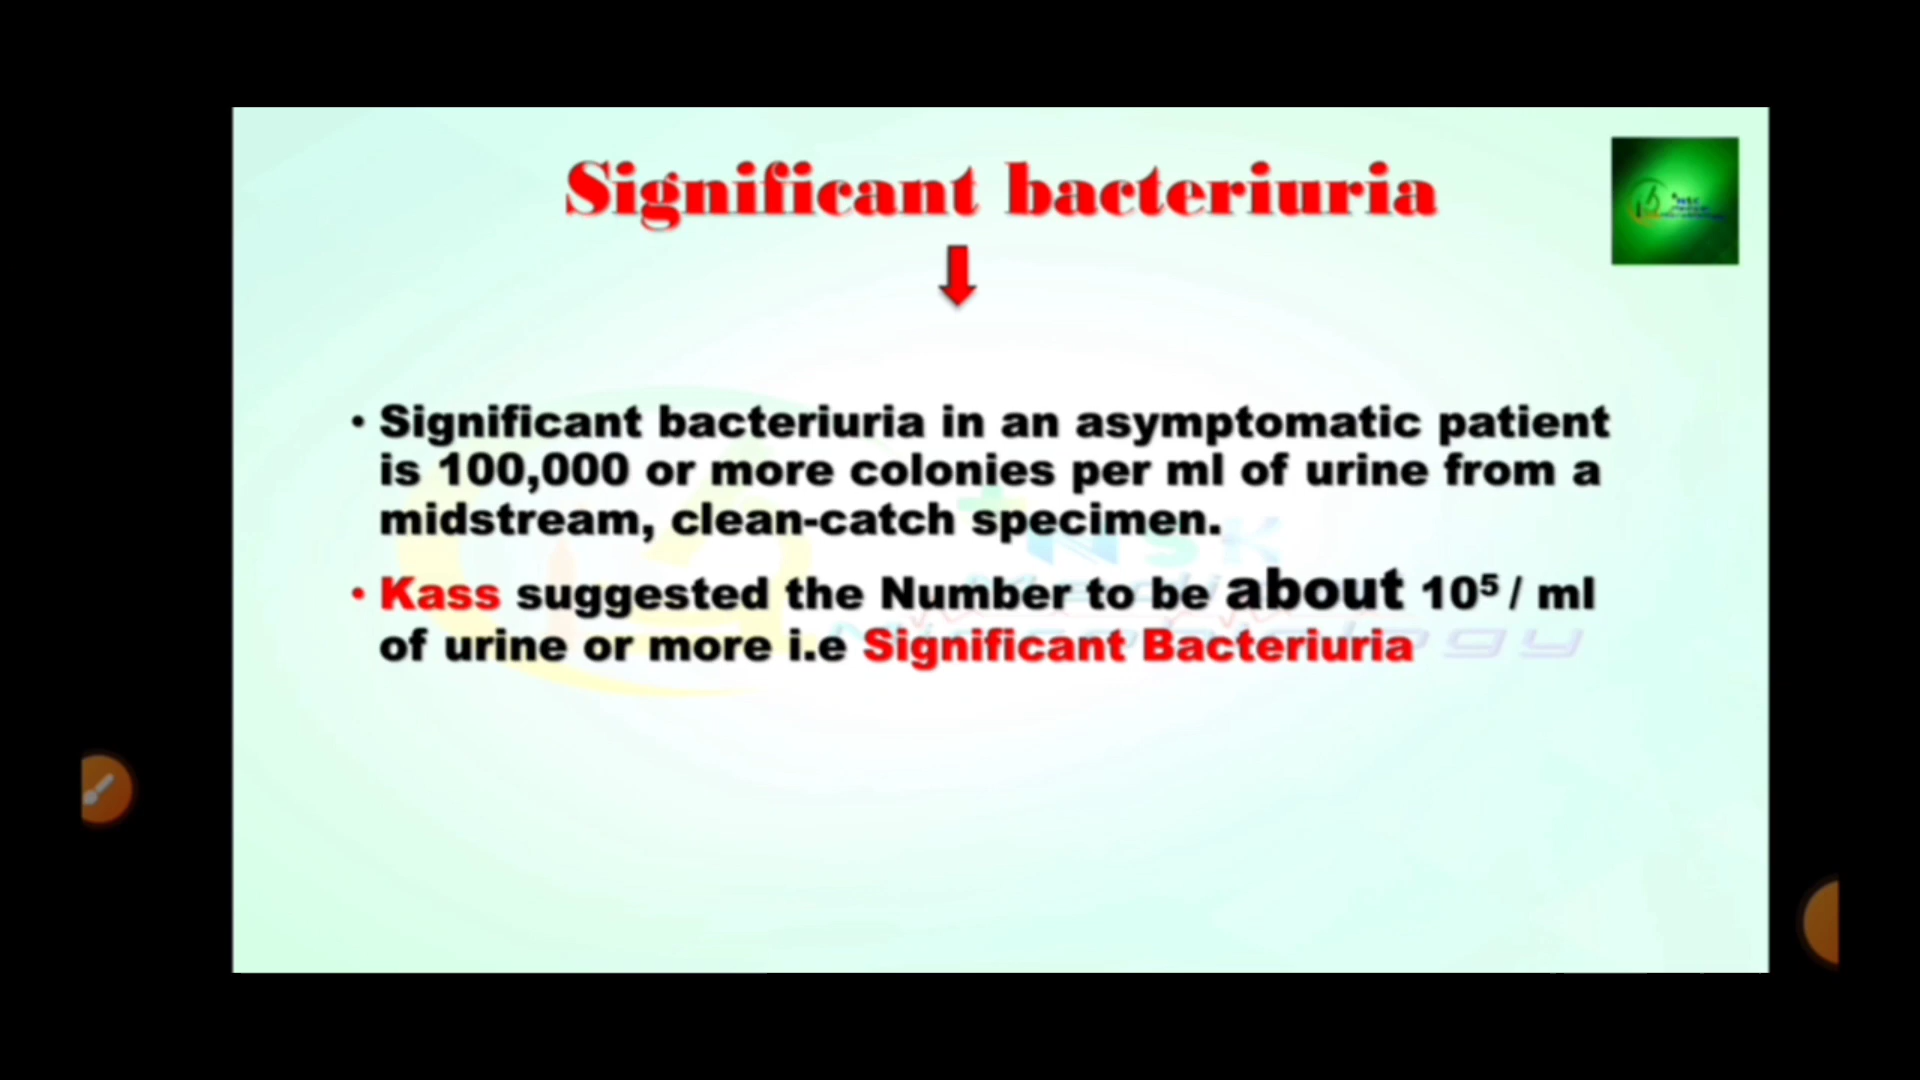 Significant bacteriuria
• Significant bacteriuria in an asymptomatic patient
is 100,000 or more colonies per ml of urine from a
midstream, clean-catch specimen.
• Kass suggested the Number to be about 10⁵ / ml
of urine or more i.e Significant Bacteriuria